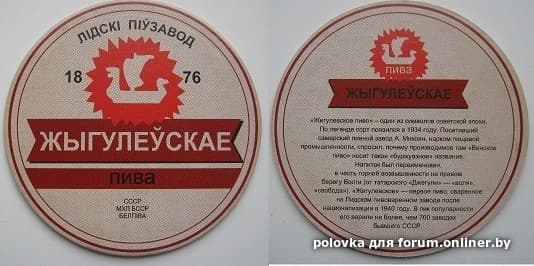 ЛІДСКІ ПІЎЗАВОД
18 76
ЖЫГУЛЕЎСКАЕ
пива
СССР
МХП БССР
БЕЛПІВА
пива
ЖЫГУЛЕЎСКАЕ
«Жигулевское пиво» – один из символов советской эпохи.
По легенде сорт появился в 1934 году. Посетивший
самарский пивной завод А. Микоян, нарком пищевой
промышленности, спросил, почему производимое там «Венское
пиво» носит такое «буржуазное» название.
Напиток был переименован,
в честь горной возвышенности на правом
берегу Волги (от татарского «Джегули» — «воля»,
«свобода»). «Жигулевское» – первое пиво, сваренное
на Лидском пивоваренном заводе после
национализации в 1940 году. В пик популярности
его варили на более, чем 700 заводах
бывшего СССР
polovka для forum.onliner.by